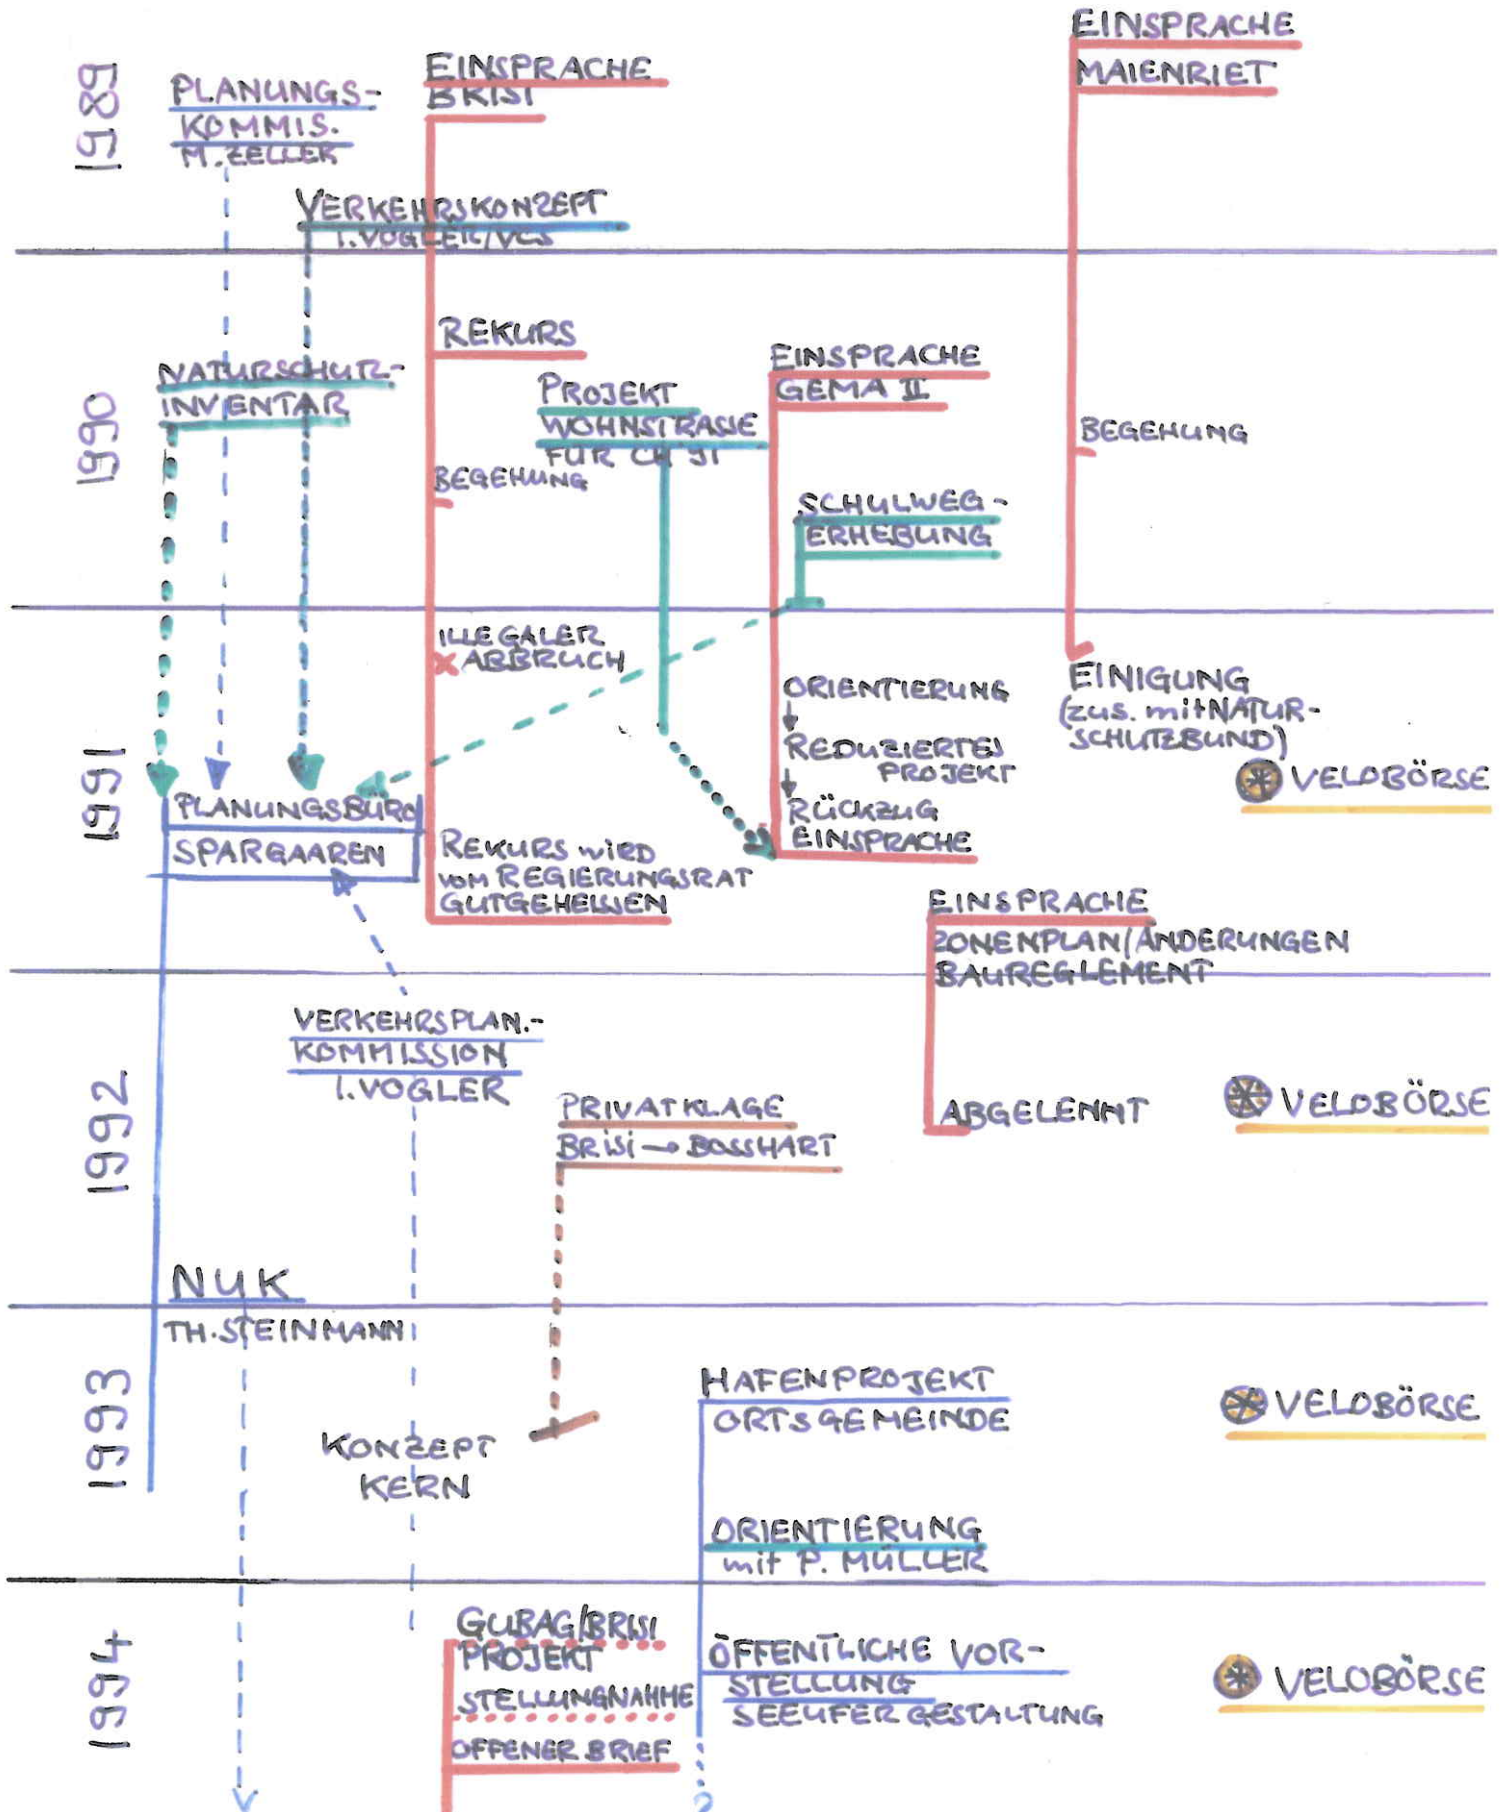 1989
PLANUNGS-
KOMMIS.
M. ZELLER
EINSPRACHE
BRISI
EINSPRACHE
MAIENRIET
VERKEHRSKONZEPT
I. VOGLER/VCS
1990
NATURSCHUTZ-
INVENTAR
REKURS
BEGEHUNG
PROJEKT
WOHNSTRASSE
FÜR CH 91
EINSPRACHE
GEMA II
SCHULWEG-
ERHEBUNG
BEGEHUNG
1991
ILLEGALER
ABBRUCH
ORIENTIERUNG
REDUZIERTES
PROJEKT
RÜCKZUG
EINSPRACHE
EINIGUNG
(zus. mit NATUR-
SCHUTZBUND)
VELOBÖRSE
PLANUNGSBÜRO
SPARGAAREN
REKURS WIRD
VOM REGIERUNGSRAT
GUTGEHEISSEN
EINSPRACHE
ZONENPLAN/ÄNDERUNGEN
BAUREGLEMENT
1992
VERKEHRSPLAN.-
KOMMISSION
I. VOGLER
PRIVATKLAGE
BRISI → BOSSHART
ABGELEHNT
VELOBÖRSE
NUK
TH. STEINMANN
1993
KONZEPT
KERN
HAFENPROJEKT
ORTSGEMEINDE
ORIENTIERUNG
mit P. MÜLLER
VELOBÖRSE
1994
GUBAG/BRISI
PROJEKT
STELLUNGNAHME
OFFENER BRIEF
ÖFFENTLICHE VOR-
STELLUNG
SEEUFERGESTALTUNG
VELOBÖRSE
?